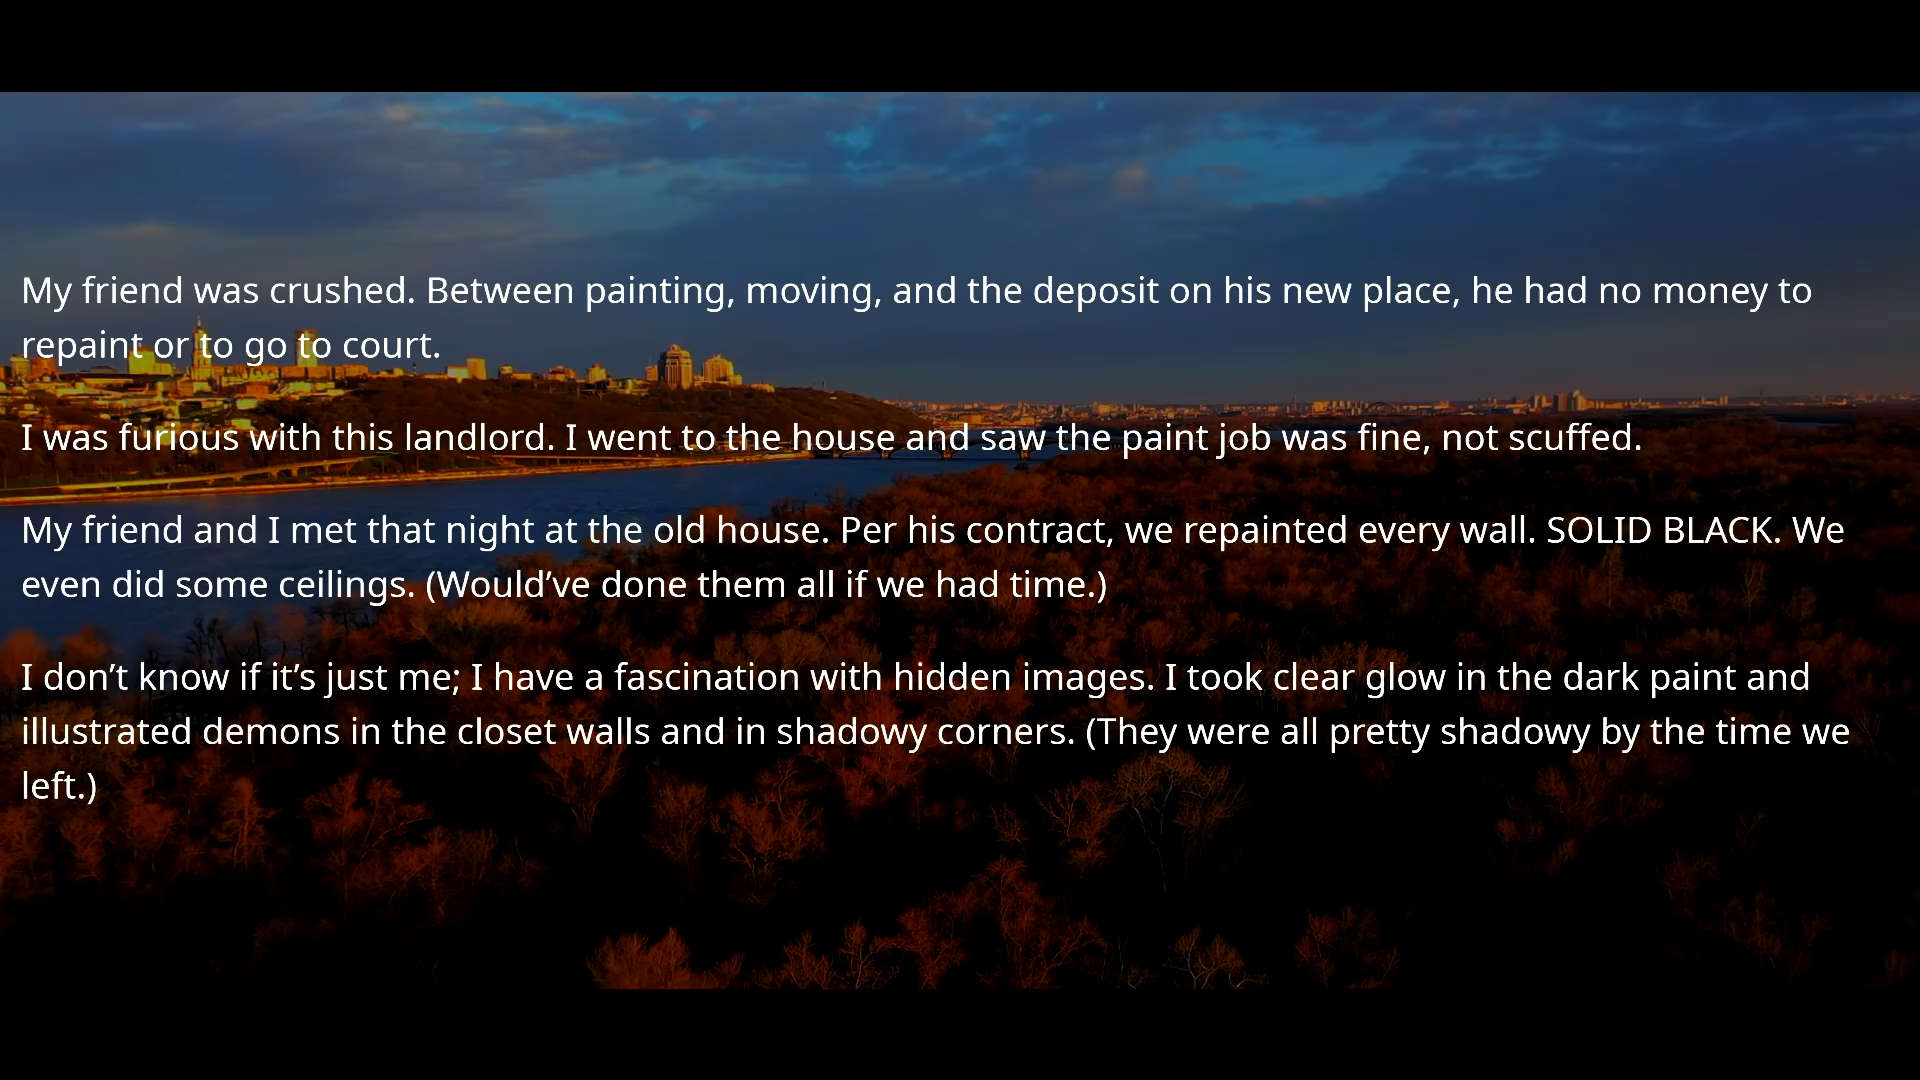 My friend was crushed. Between painting, moving, and the deposit on his new place, he had no money to
repaint or to go to court.
I was furious with this landlord. I went to the house and saw the paint job was fine, not scuffed.
My friend and I met that night at the old house. Per his contract, we repainted every wall. SOLID BLACK. We
even did some ceilings. (Would’ve done them all if we had time.)
I don’t know if it’s just me; I have a fascination with hidden images. I took clear glow in the dark paint and
illustrated demons in the closet walls and in shadowy corners. (They were all pretty shadowy by the time we
left.)